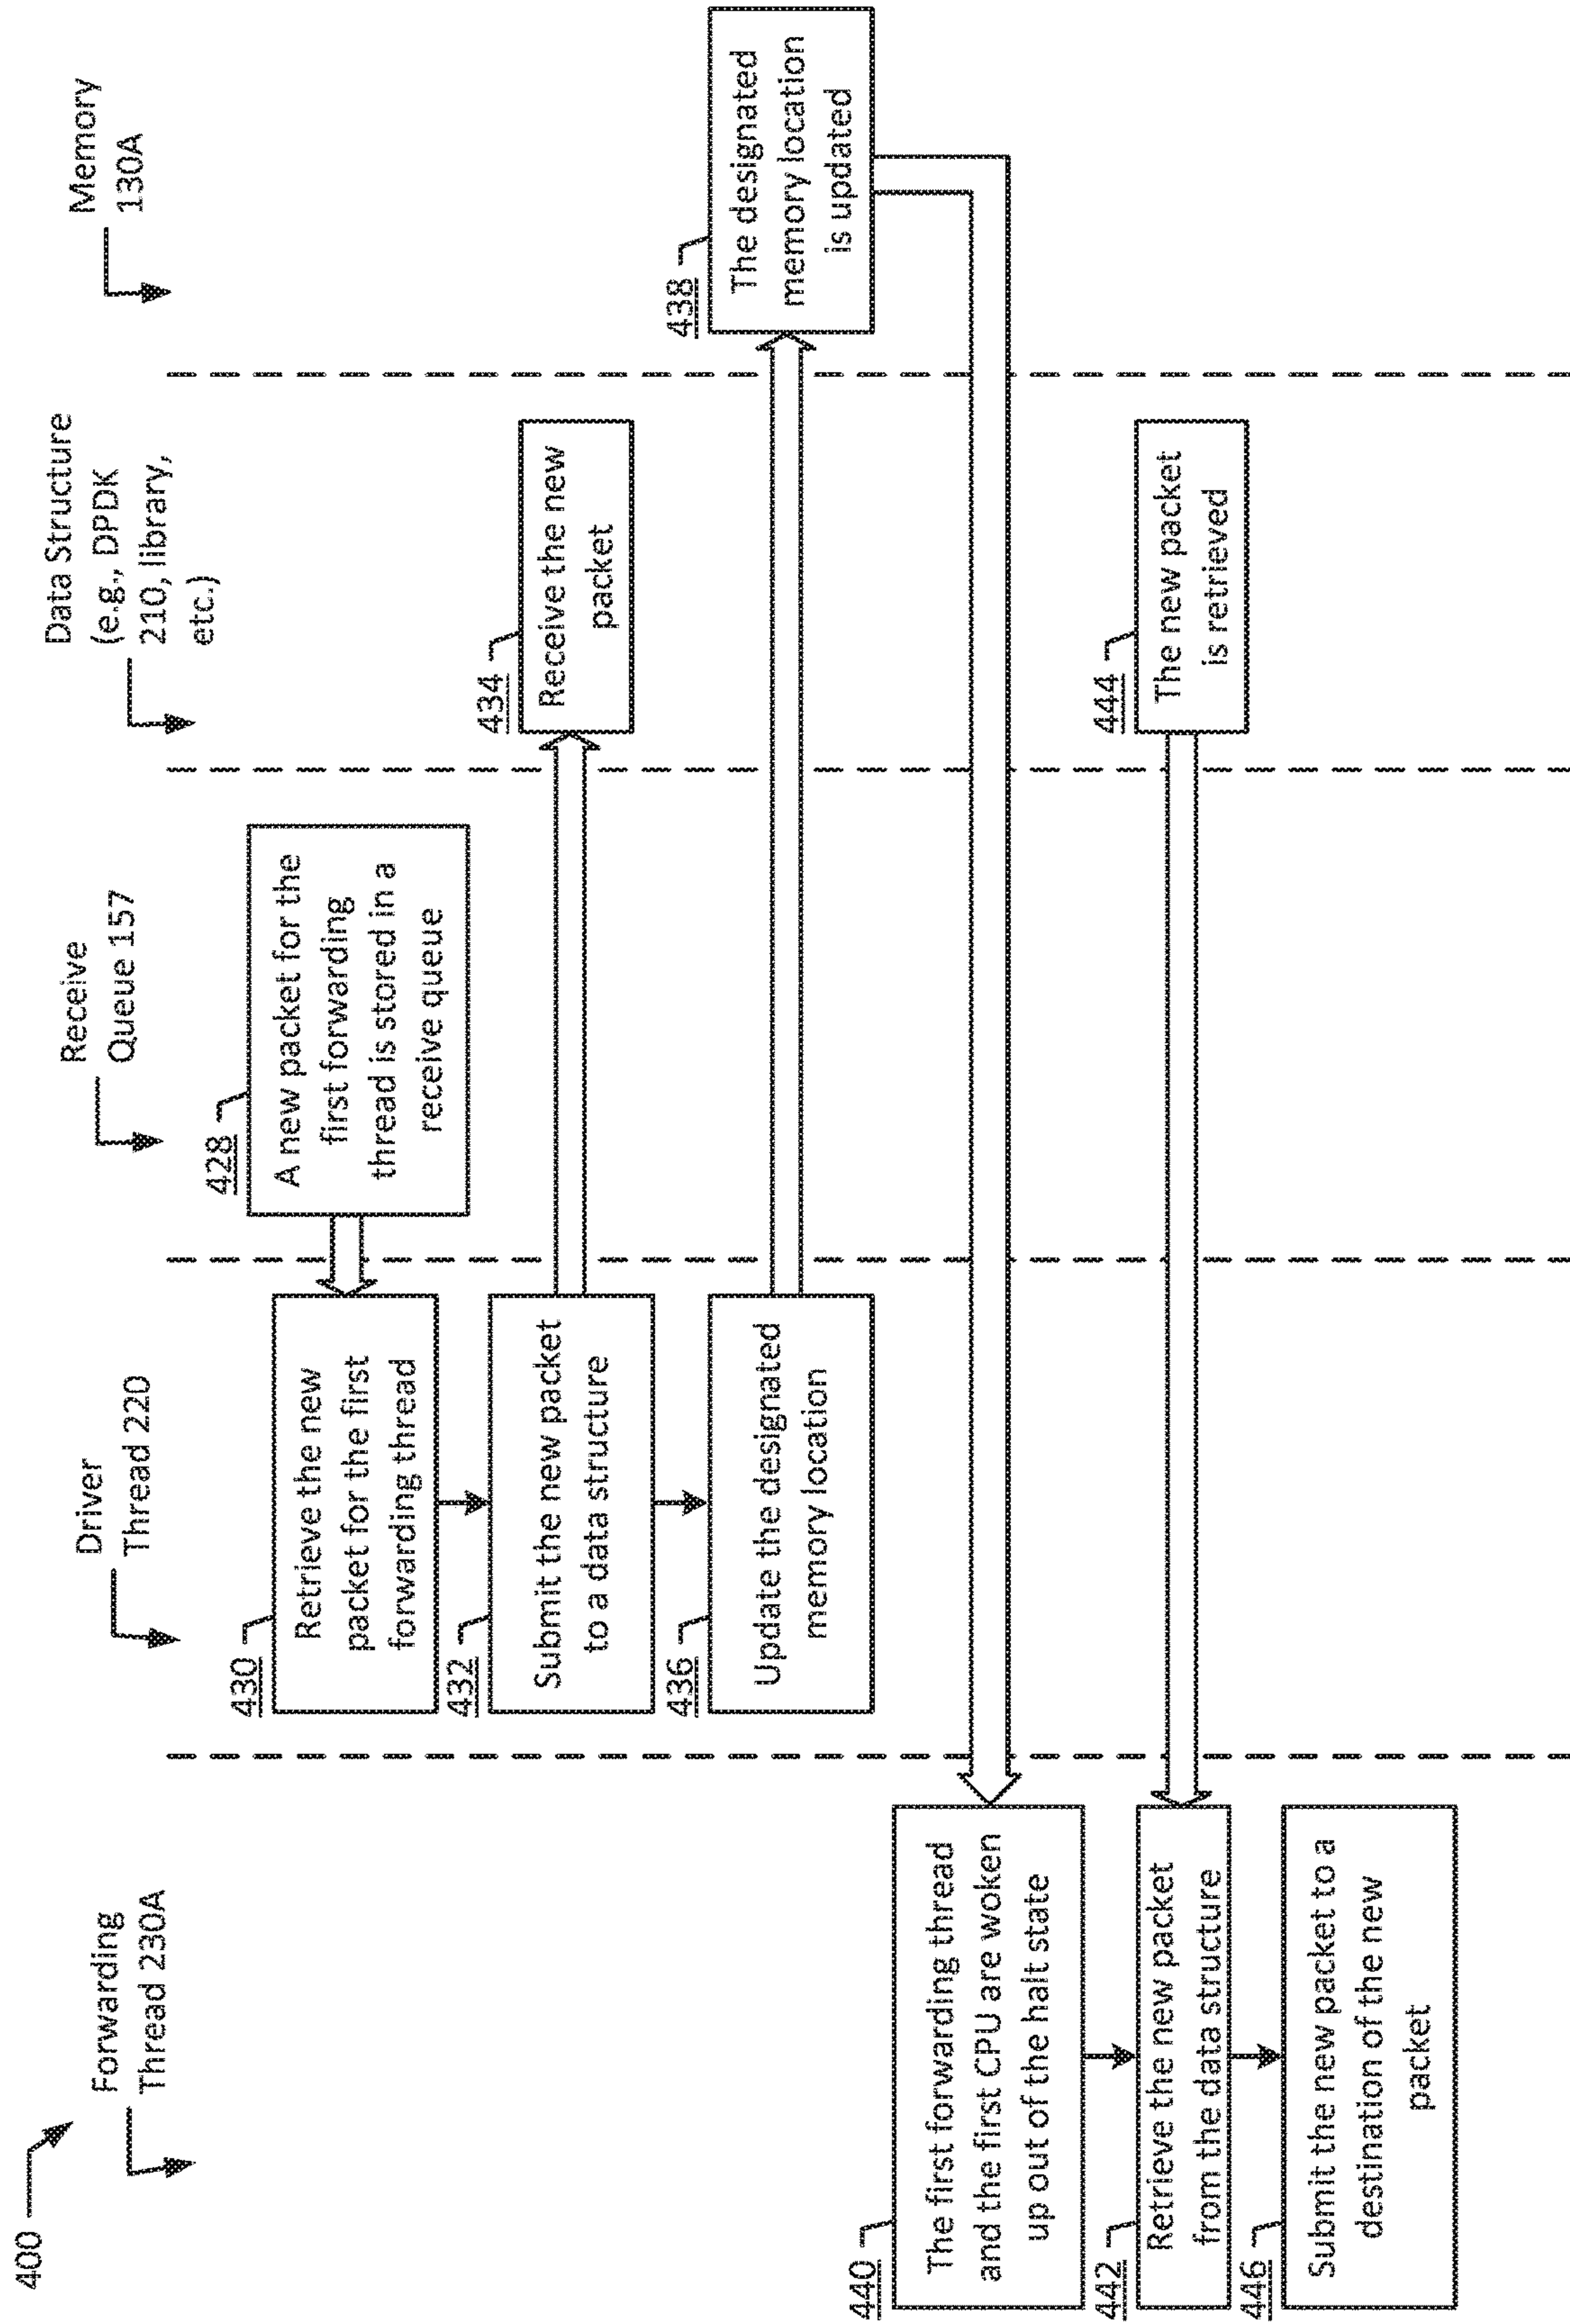 400
Forwarding
Thread 230A
Driver
Thread 220
Receive
Queue 157
Data Structure
(e.g., DPDK
210, library,
etc.)
Memory
130A
428
A new packet for the
first forwarding
thread is stored in a
receive queue
430
Retrieve the new
packet for the first
forwarding thread
432
Submit the new packet
to a data structure
434
Receive the new
packet
436
Update the designated
memory location
438
The designated
memory location
is updated
440
The first forwarding thread
and the first CPU are woken
up out of the halt state
442
Retrieve the new packet
from the data structure
444
The new packet
is retrieved
446
Submit the new packet to a
destination of the new
packet